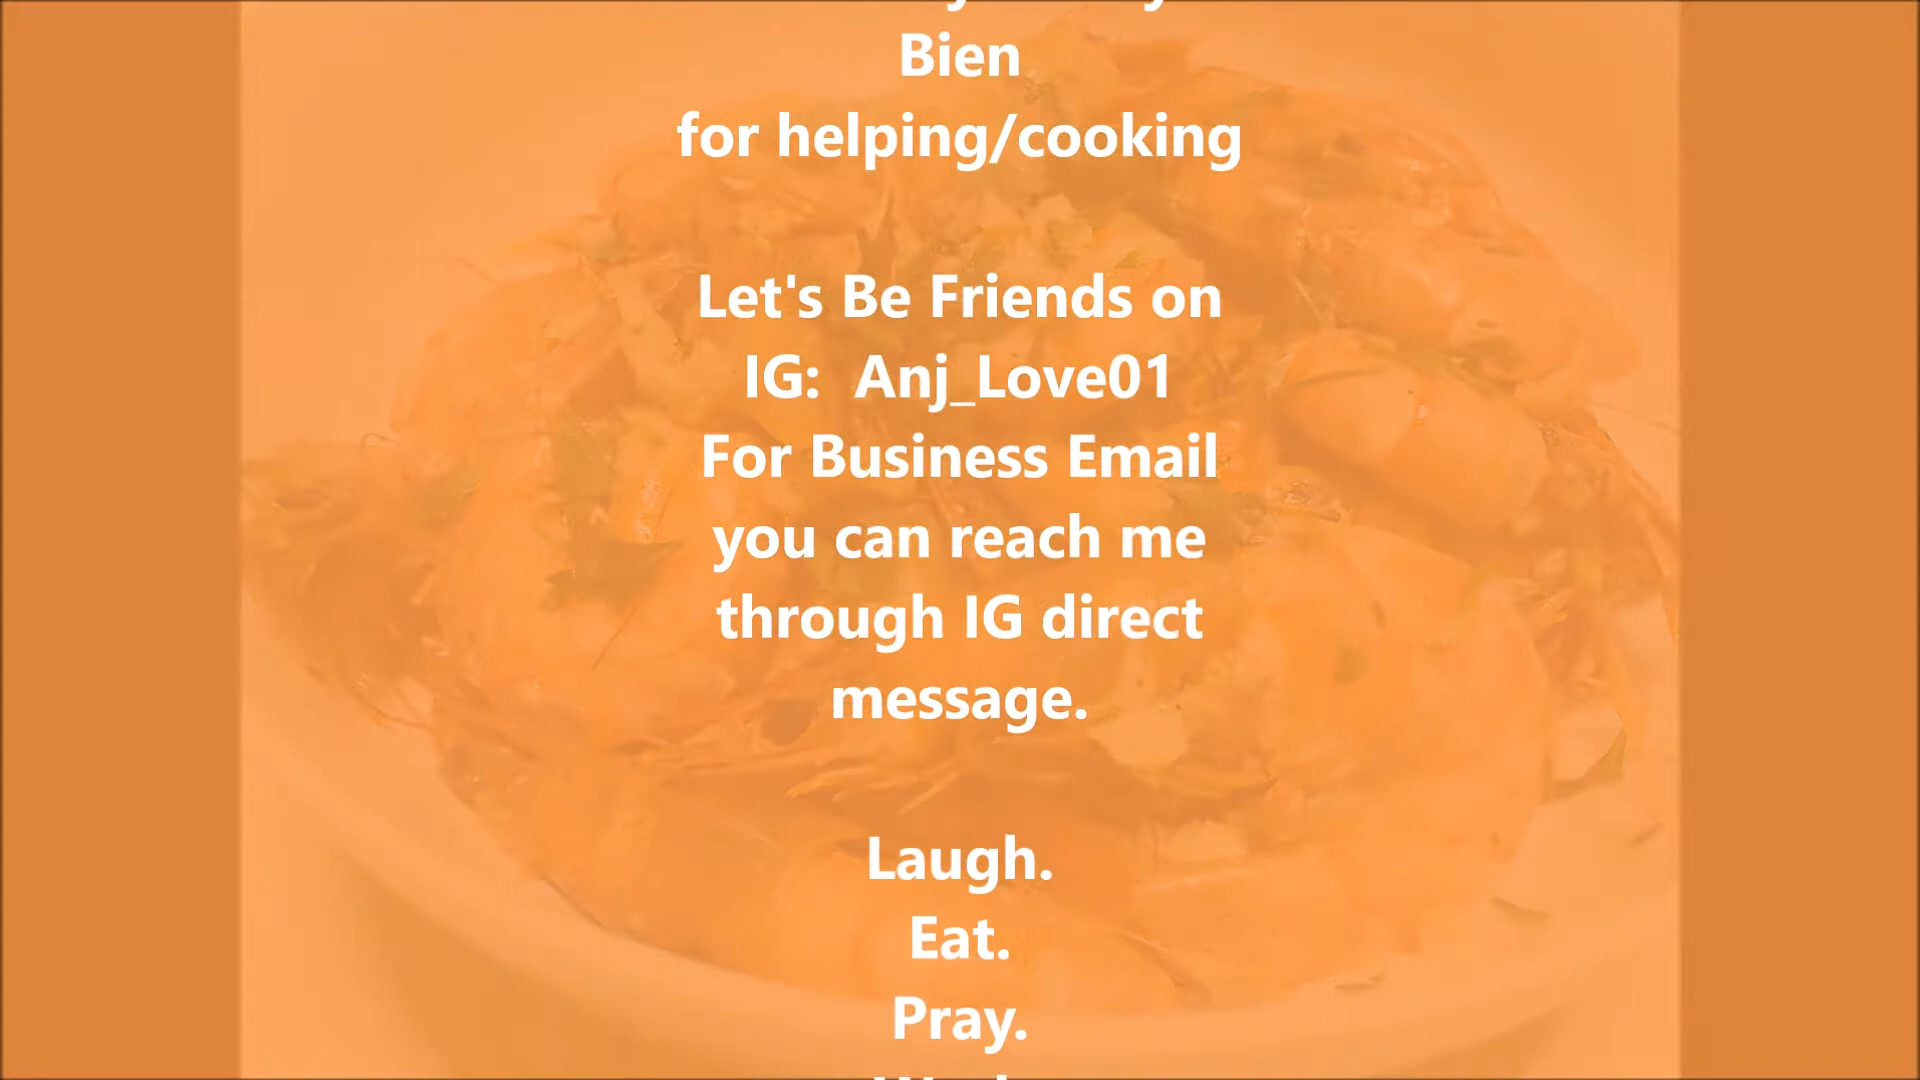 Bien
for helping/cooking
Let's Be Friends on
IG: Anj_Love01
For Business Email
you can reach me
through IG direct
message.
Laugh.
Eat.
Pray.